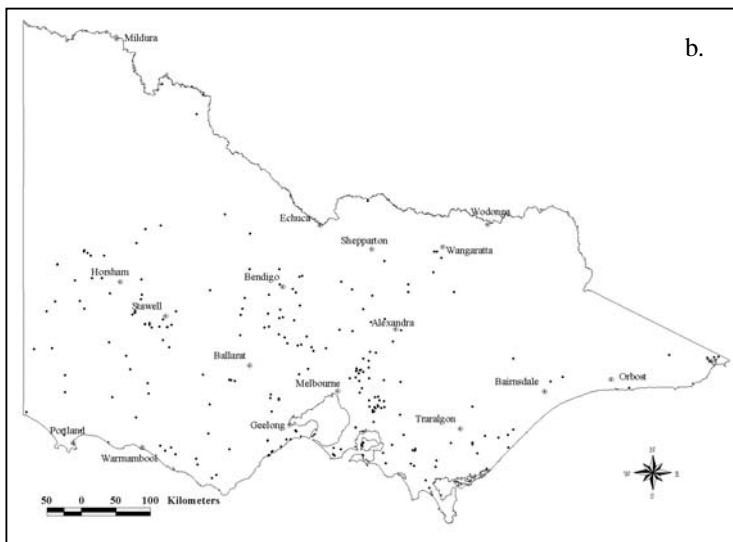 b.
Mildura
Echuca
Wodonga
Shepparton
Wangaratta
Horsham
Bendigo
Stawell
Alexandra
Ballarat
Melbourne
Bairnsdale
Orbost
Geelong
Traralgon
Portland
Warrnambool
N
W E
S
50 0 50 100 Kilometers